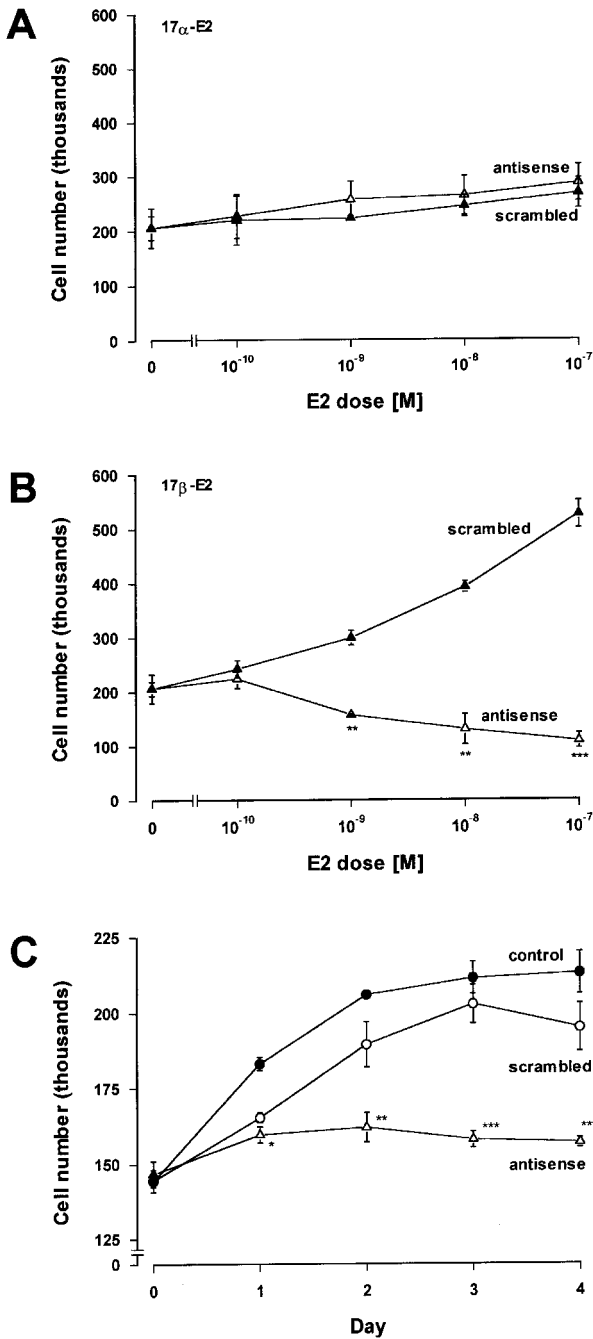 A
17α-E2
Cell number (thousands)
600
500
400
300
200
100
0
antisense
scrambled
0
10-10
10-9
10-8
10-7
E2 dose [M]
B
17β-E2
Cell number (thousands)
600
500
400
300
200
100
0
scrambled
antisense
**
**
***
0
10-10
10-9
10-8
10-7
E2 dose [M]
C
Cell number (thousands)
225
200
175
150
125
0
control
scrambled
antisense
*
**
***
**
0
1
2
3
4
Day